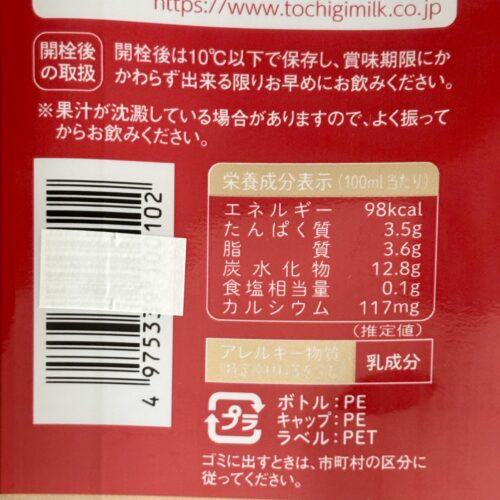 https://www.tochigimilk.co.jp
開栓後の取扱
開栓後は10℃以下で保存し、賞味期限にか
かわらず出来る限りお早めにお飲みください。
※果汁が沈澱している場合がありますので、よく振って
からお飲みください。
栄養成分表示(100ml当たり)
エネルギー 98kcal
たんぱく質 3.5g
脂質 3.6g
炭水化物 12.8g
食塩相当量 0.1g
カルシウム 117mg
(推定値)
アレルギー物質
乳成分
プラ
ボトル:PE
キャップ:PE
ラベル:PET
ゴミに出すときは、市町村の区分に
従ってください。